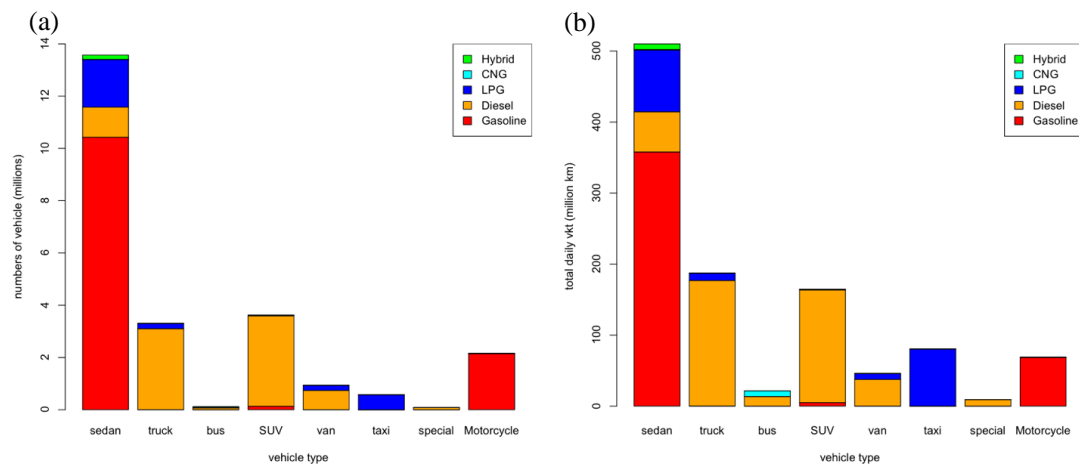 (a)
numbers of vehicle (millions)
14
12
10
8
6
4
2
0
Hybrid
CNG
LPG
Diesel
Gasoline
sedan truck bus SUV van taxi special Motorcycle
vehicle type
(b)
total daily vkt (million km)
500
400
300
200
100
0
Hybrid
CNG
LPG
Diesel
Gasoline
sedan truck bus SUV van taxi special Motorcycle
vehicle type